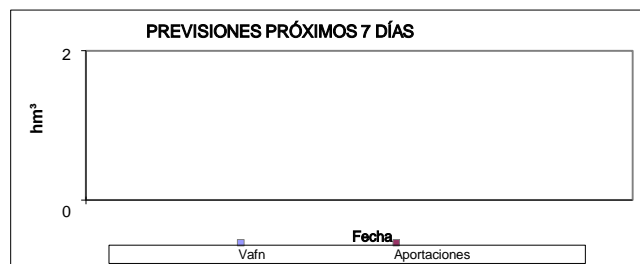 PREVISIONES PRÓXIMOS 7 DÍAS
2
hm³
0
Fecha
Vafn Aportaciones